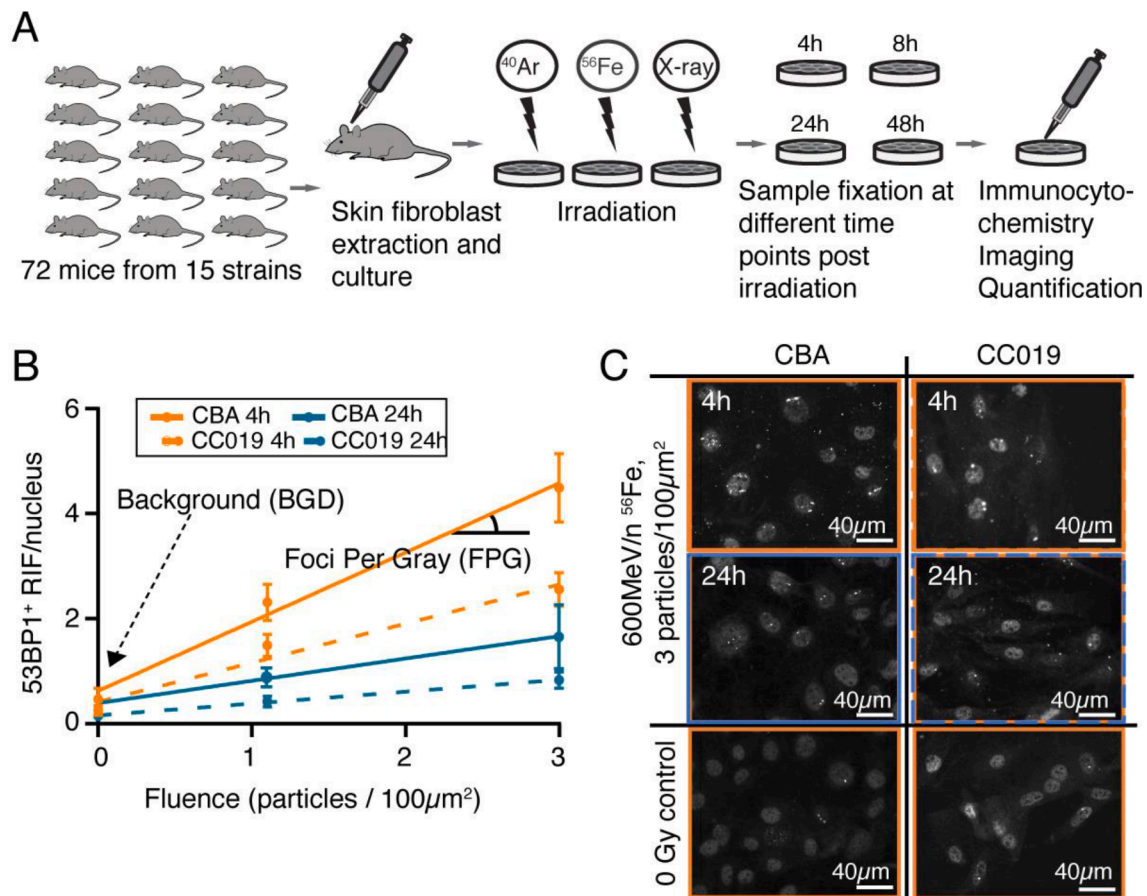 A
40Ar
56Fe
X-ray
4h
8h
24h
48h
72 mice from 15 strains
Skin fibroblast
extraction and
culture
Irradiation
Sample fixation at
different time
points post
irradiation
Immunocyto-
chemistry
Imaging
Quantification
B
53BP1+ RIF/nucleus
6
4
2
0
CBA 4h
CBA 24h
CC019 4h
CC019 24h
Background (BGD)
Foci Per Gray (FPG)
0
1
2
3
Fluence (particles / 100µm²)
C
CBA
CC019
600MeV/n 56Fe,
3 particles/100µm²
4h
40µm
4h
40µm
24h
40µm
24h
40µm
0 Gy control
40µm
40µm